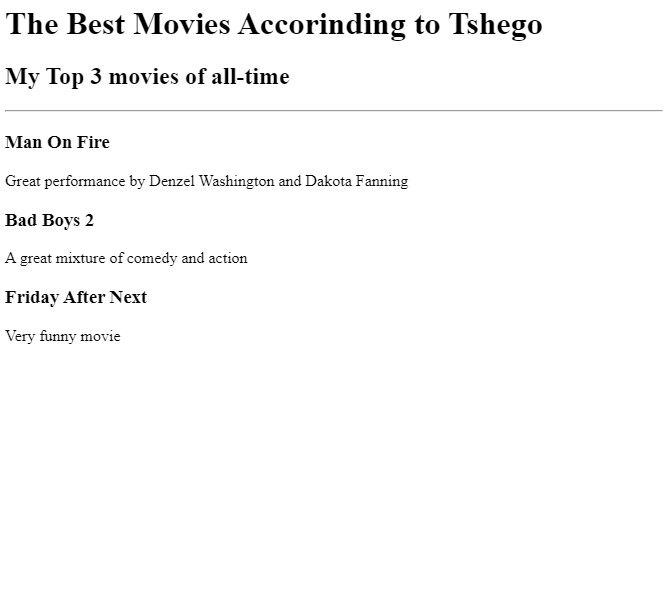 The Best Movies Accorinding to Tshego
My Top 3 movies of all-time
Man On Fire
Great performance by Denzel Washington and Dakota Fanning
Bad Boys 2
A great mixture of comedy and action
Friday After Next
Very funny movie